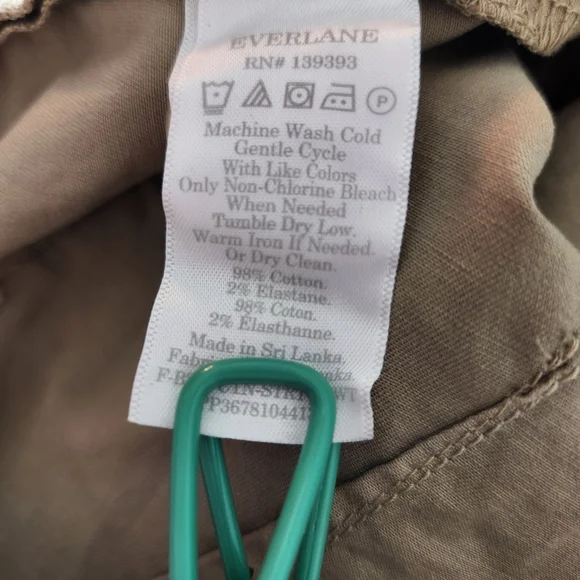 EVERLANE
RN# 139393
P
Machine Wash Cold
Gentle Cycle
With Like Colors
Only Non-Chlorine Bleach
When Needed
Tumble Dry Low.
Warm Iron If Needed.
Or Dry Clean.
98% Cotton.
2% Elastane.
98% Coton.
2% Elasthanne.
Made in Sri Lanka.